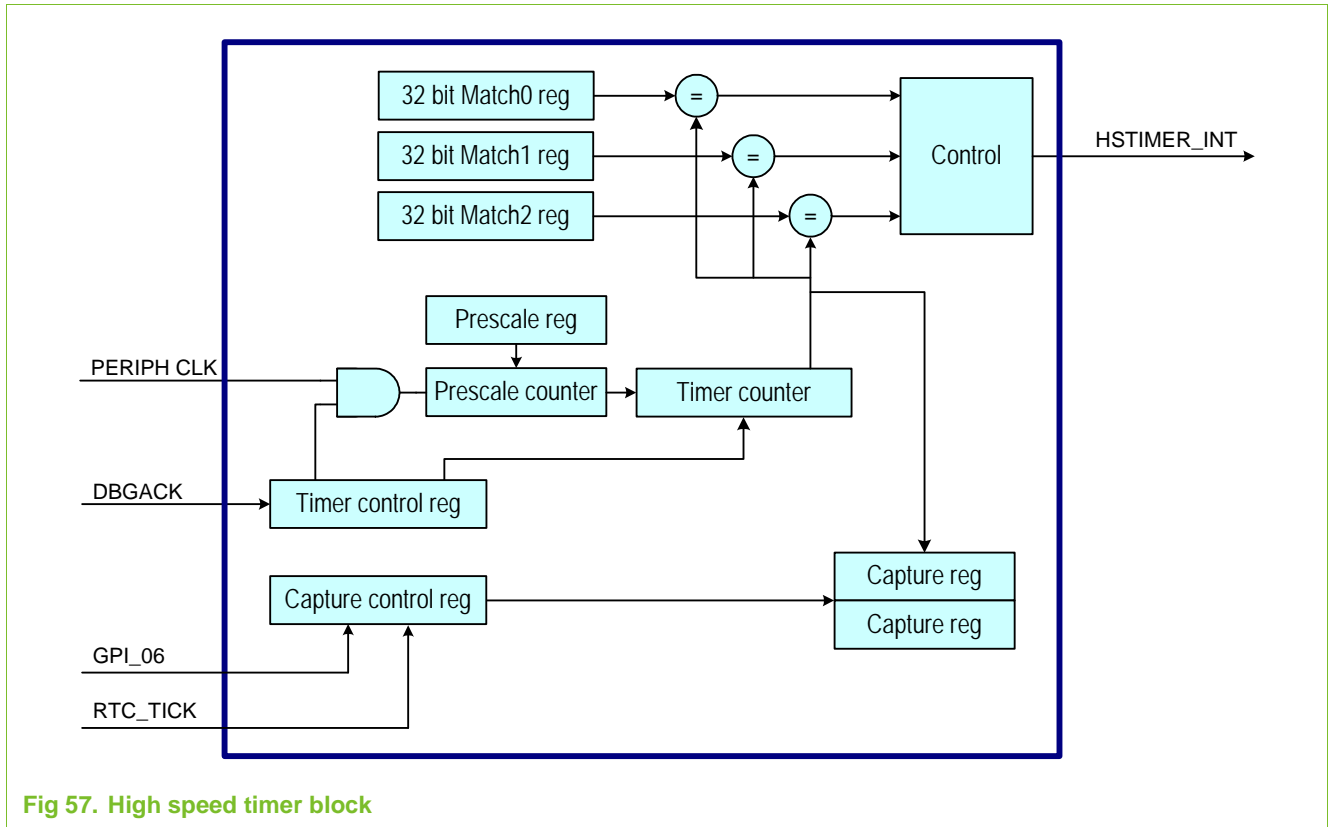 32 bit Match0 reg
=
32 bit Match1 reg
=
32 bit Match2 reg
=
Control
HSTIMER_INT
Prescale reg
PERIPH CLK
Prescale counter
Timer counter
DBGACK
Timer control reg
Capture control reg
Capture reg
Capture reg
GPI_06
RTC_TICK
Fig 57. High speed timer block